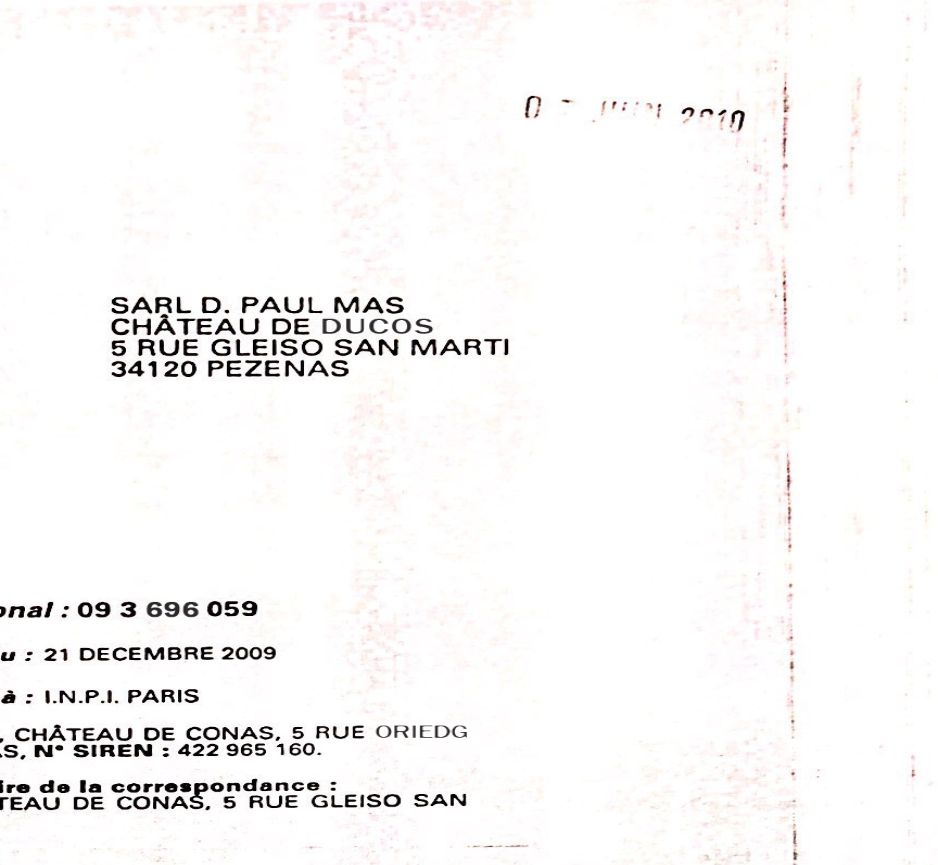 2010
SARL D. PAUL MAS
CHÂTEAU DE DUCOS
5 RUE GLEISO SAN MARTI
34120 PEZENAS
onal : 09 3 696 059
u : 21 DECEMBRE 2009
à : I.N.P.I. PARIS
, CHÂTEAU DE CONAS, 5 RUE ORIEDG
S, N° SIREN : 422 965 160.
ire de la correspondance :
TEAU DE CONAS, 5 RUE GLEISO SAN